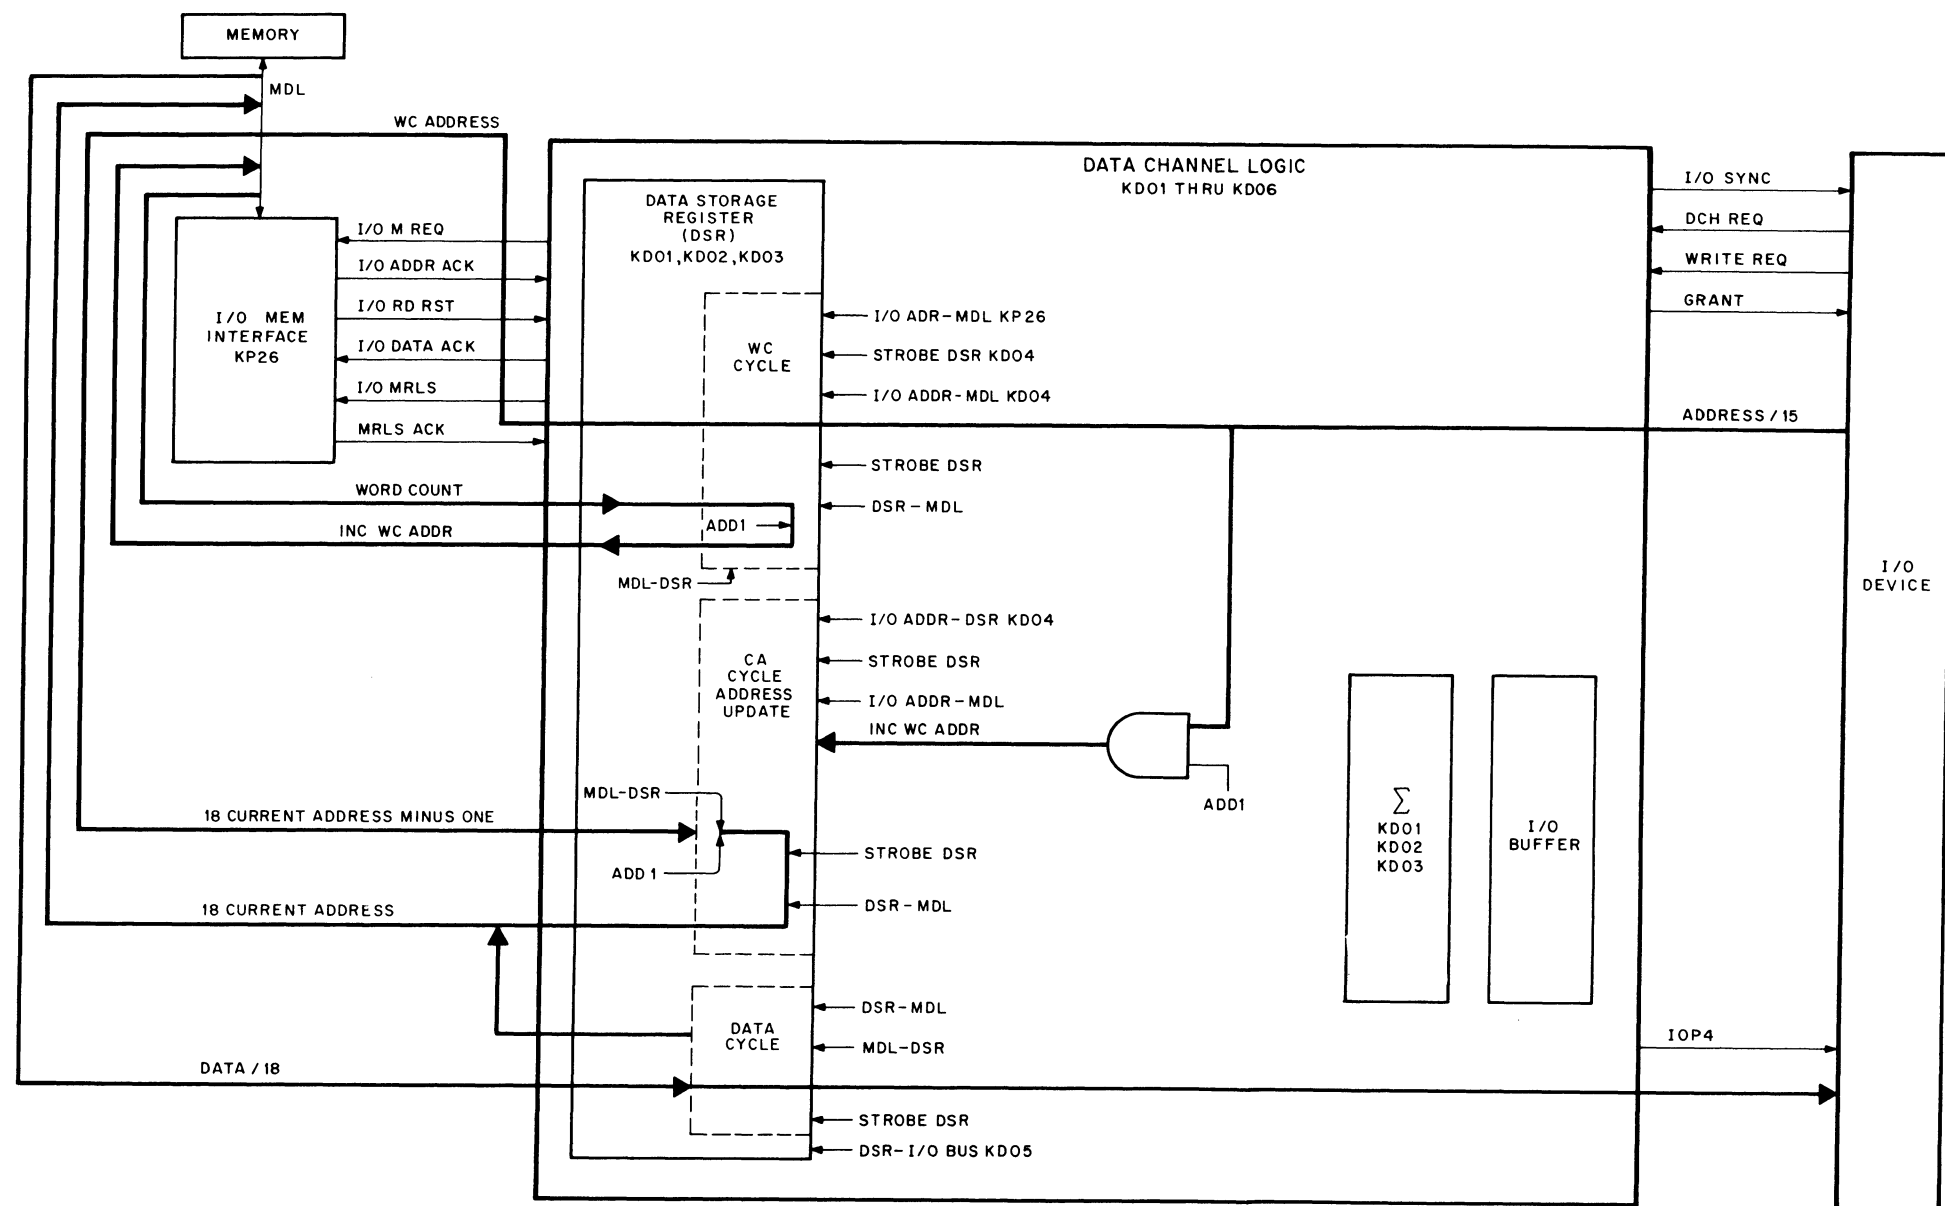 MEMORY
MDL
WC ADDRESS
DATA CHANNEL LOGIC
KD01 THRU KD06
I/O SYNC
DCH REQ
WRITE REQ
GRANT
DATA STORAGE
REGISTER
(DSR)
KD01,KD02,KD03
I/O M REQ
I/O ADDR ACK
I/O RD RST
I/O DATA ACK
I/O MRLS
MRLS ACK
I/O MEM
INTERFACE
KP26
WC
CYCLE
I/O ADR-MDL KP26
STROBE DSR KD04
I/O ADDR-MDL KD04
ADDRESS / 15
STROBE DSR
DSR-MDL
WORD COUNT
ADD1
INC WC ADDR
MDL-DSR
I/O
DEVICE
I/O ADDR-DSR KD04
STROBE DSR
I/O ADDR-MDL
INC WC ADDR
CA
CYCLE
ADDRESS
UPDATE
ADD1
MDL-DSR
18 CURRENT ADDRESS MINUS ONE
ADD 1
STROBE DSR
DSR-MDL
18 CURRENT ADDRESS
Σ
KD01
KD02
KD03
I/O
BUFFER
DSR-MDL
DATA
CYCLE
MDL-DSR
IOP4
DATA / 18
STROBE DSR
DSR-I/O BUS KD05